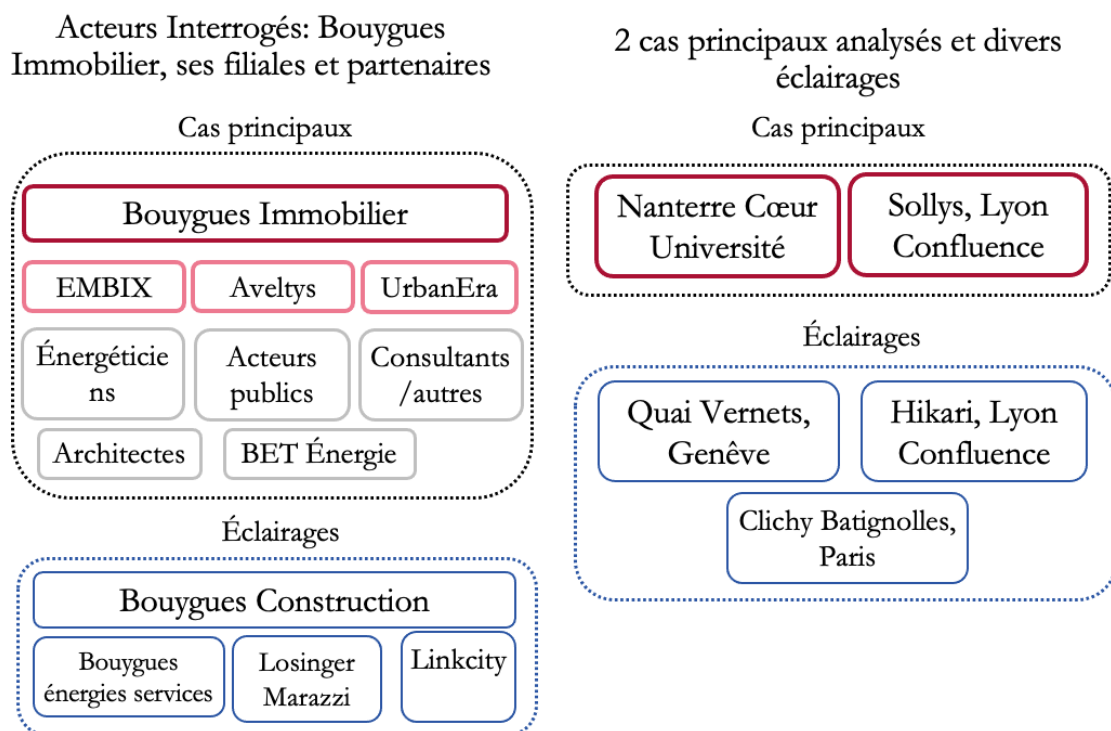 Acteurs Interrogés: Bouygues
Immobilier, ses filiales et partenaires
Cas principaux
Bouygues Immobilier
EMBIX
Aveltys
UrbanEra
Énergéticie
ns
Acteurs
publics
Consultants
/autres
Architectes
BET Énergie
Éclairages
Bouygues Construction
Bouygues
énergies services
Losinger
Marazzi
Linkcity
2 cas principaux analysés et divers
éclairages
Cas principaux
Nanterre Cœur
Université
Sollys, Lyon
Confluence
Éclairages
Quai Vernets,
Genêve
Hikari, Lyon
Confluence
Clichy Batignolles,
Paris